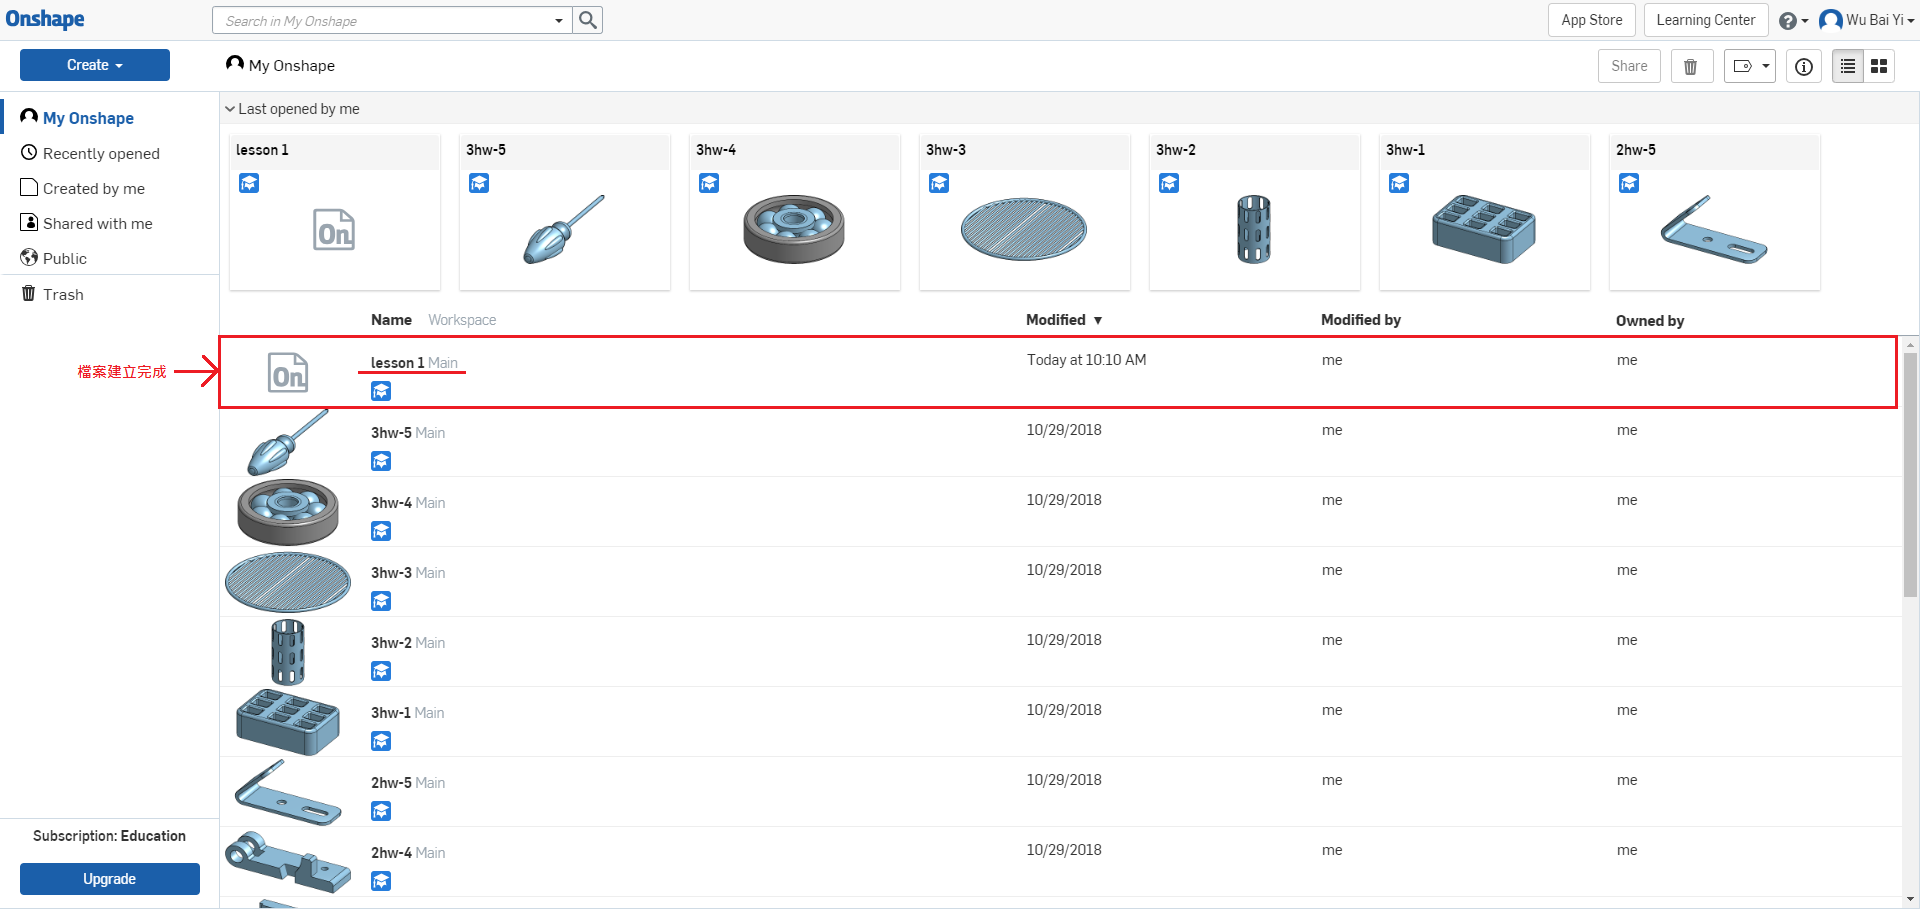 Onshape
Search in My Onshape
App Store
Learning Center
Wu Bai Yi
Create
My Onshape
Share
My Onshape
Recently opened
Created by me
Shared with me
Public
Trash
Last opened by me
lesson 1
3hw-5
3hw-4
3hw-3
3hw-2
3hw-1
2hw-5
On
Name Workspace Modified ▼ Modified by Owned by
檔案建立完成
On
lesson 1 Main Today at 10:10 AM me me
3hw-5 Main 10/29/2018 me me
3hw-4 Main 10/29/2018 me me
3hw-3 Main 10/29/2018 me me
3hw-2 Main 10/29/2018 me me
3hw-1 Main 10/29/2018 me me
2hw-5 Main 10/29/2018 me me
2hw-4 Main 10/29/2018 me me
Subscription: Education
Upgrade